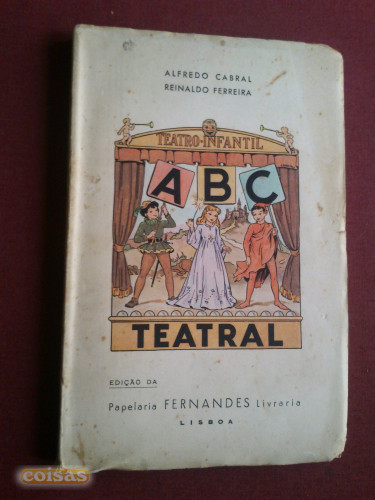 ALFREDO CABRAL
REINALDO FERREIRA
TEATRO-INFANTIL
A B C
TEATRAL
EDIÇÃO DA
Papelaria FERNANDES Livraria
LISBOA
coisas